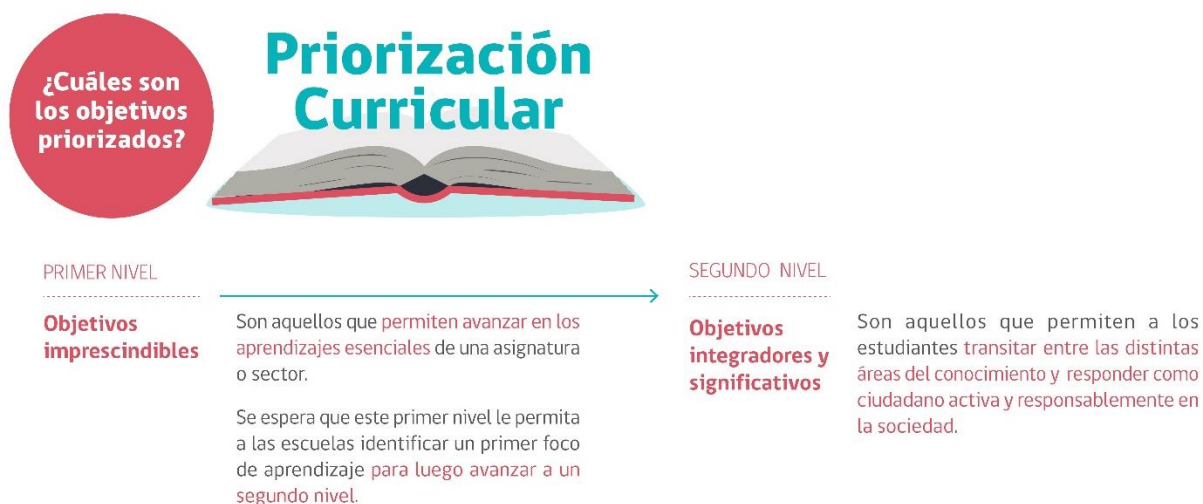 ¿Cuáles son
los objetivos
priorizados?
Priorización
Curricular
PRIMER NIVEL
Objetivos
imprescindibles
Son aquellos que permiten avanzar en los
aprendizajes esenciales de una asignatura
o sector.
Se espera que este primer nivel le permita
a las escuelas identificar un primer foco
de aprendizaje para luego avanzar a un
segundo nivel.
SEGUNDO NIVEL
Objetivos
integradores y
significativos
Son aquellos que permiten a los
estudiantes transitar entre las distintas
áreas del conocimiento y responder como
ciudadano activa y responsablemente en
la sociedad.